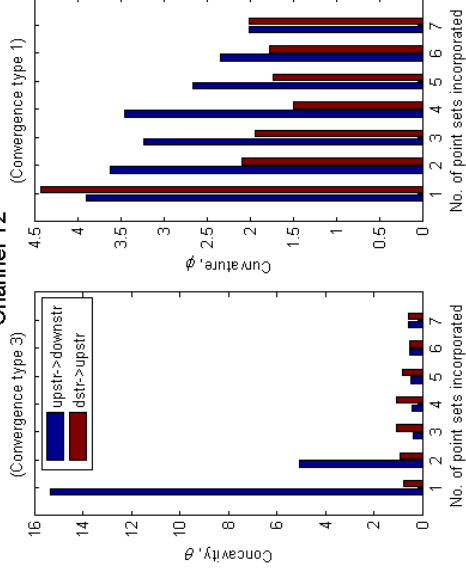 Channel 12
(Convergence type 3)
16
14
12
10
8
6
4
2
0
Concavity, θ
upstr->downstr
dstr->upstr
1 2 3 4 5 6 7
No. of point sets incorporated
(Convergence type 1)
4.5
4
3.5
3
2.5
2
1.5
1
0.5
0
Curvature, φ
1 2 3 4 5 6 7
No. of point sets incorporated